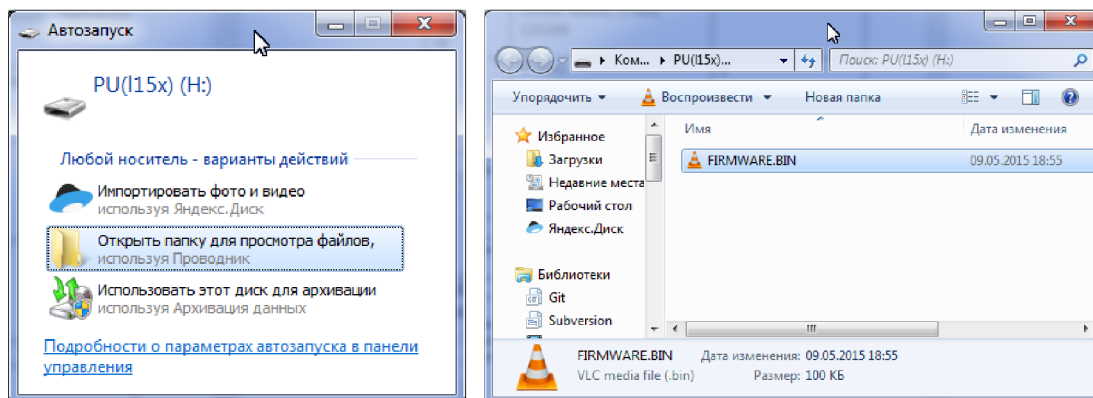 Автозапуск
PU(l15x) (H:)
Любой носитель - варианты действий
Импортировать фото и видео
используя Яндекс.Диск
Открыть папку для просмотра файлов,
используя Проводник
Использовать этот диск для архивации
используя Архивация данных
Подробности о параметрах автозапуска в панели
управления
Ком... PU(l15x)... Поиск: PU(l15x) (H:)
Упорядочить Воспроизвести Новая папка
Имя Дата изменения
Избранное
Загрузки
Недавние места
Рабочий стол
Яндекс.Диск
Библиотеки
Git
Subversion
FIRMWARE.BIN 09.05.2015 18:55
FIRMWARE.BIN Дата изменения: 09.05.2015 18:55
VLC media file (.bin) Размер: 100 КБ